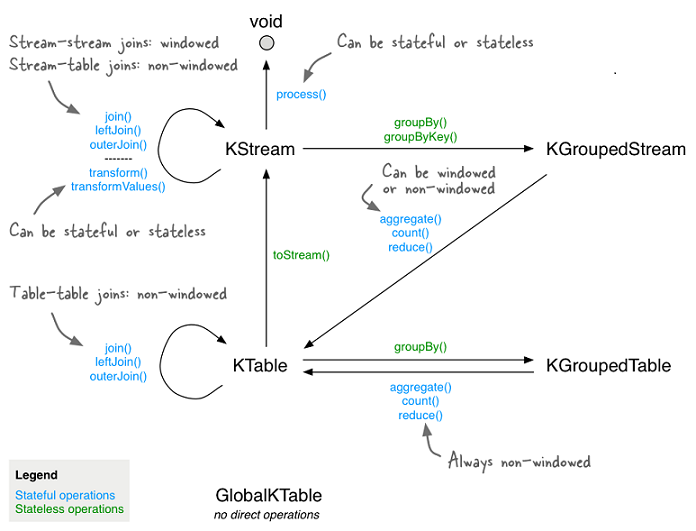 void
Stream-stream joins: windowed
Stream-table joins: non-windowed
Can be stateful or stateless
process()
join()
leftJoin()
outerJoin()
-------
transform()
transformValues()
KStream
groupBy()
groupByKey()
KGroupedStream
Can be windowed
or non-windowed
Can be stateful or stateless
aggregate()
count()
reduce()
toStream()
Table-table joins: non-windowed
join()
leftJoin()
outerJoin()
KTable
groupBy()
KGroupedTable
aggregate()
count()
reduce()
Always non-windowed
Legend
Stateful operations
Stateless operations
GlobalKTable
no direct operations